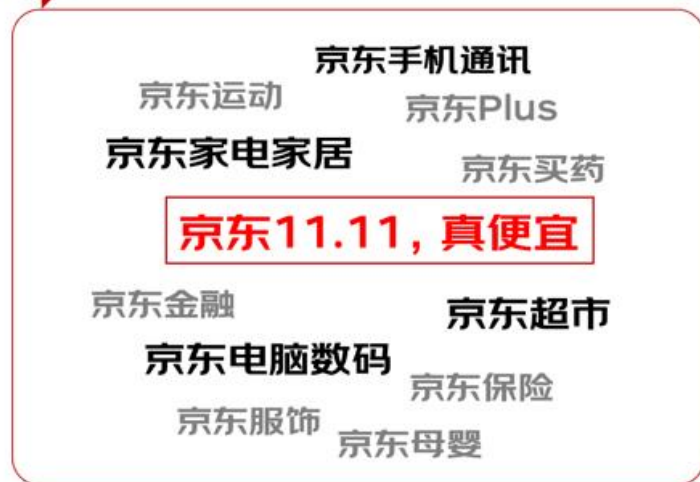 京东手机通讯
京东运动
京东Plus
京东家电家居
京东买药
京东11.11, 真便宜
京东金融
京东超市
京东电脑数码
京东保险
京东服饰
京东母婴